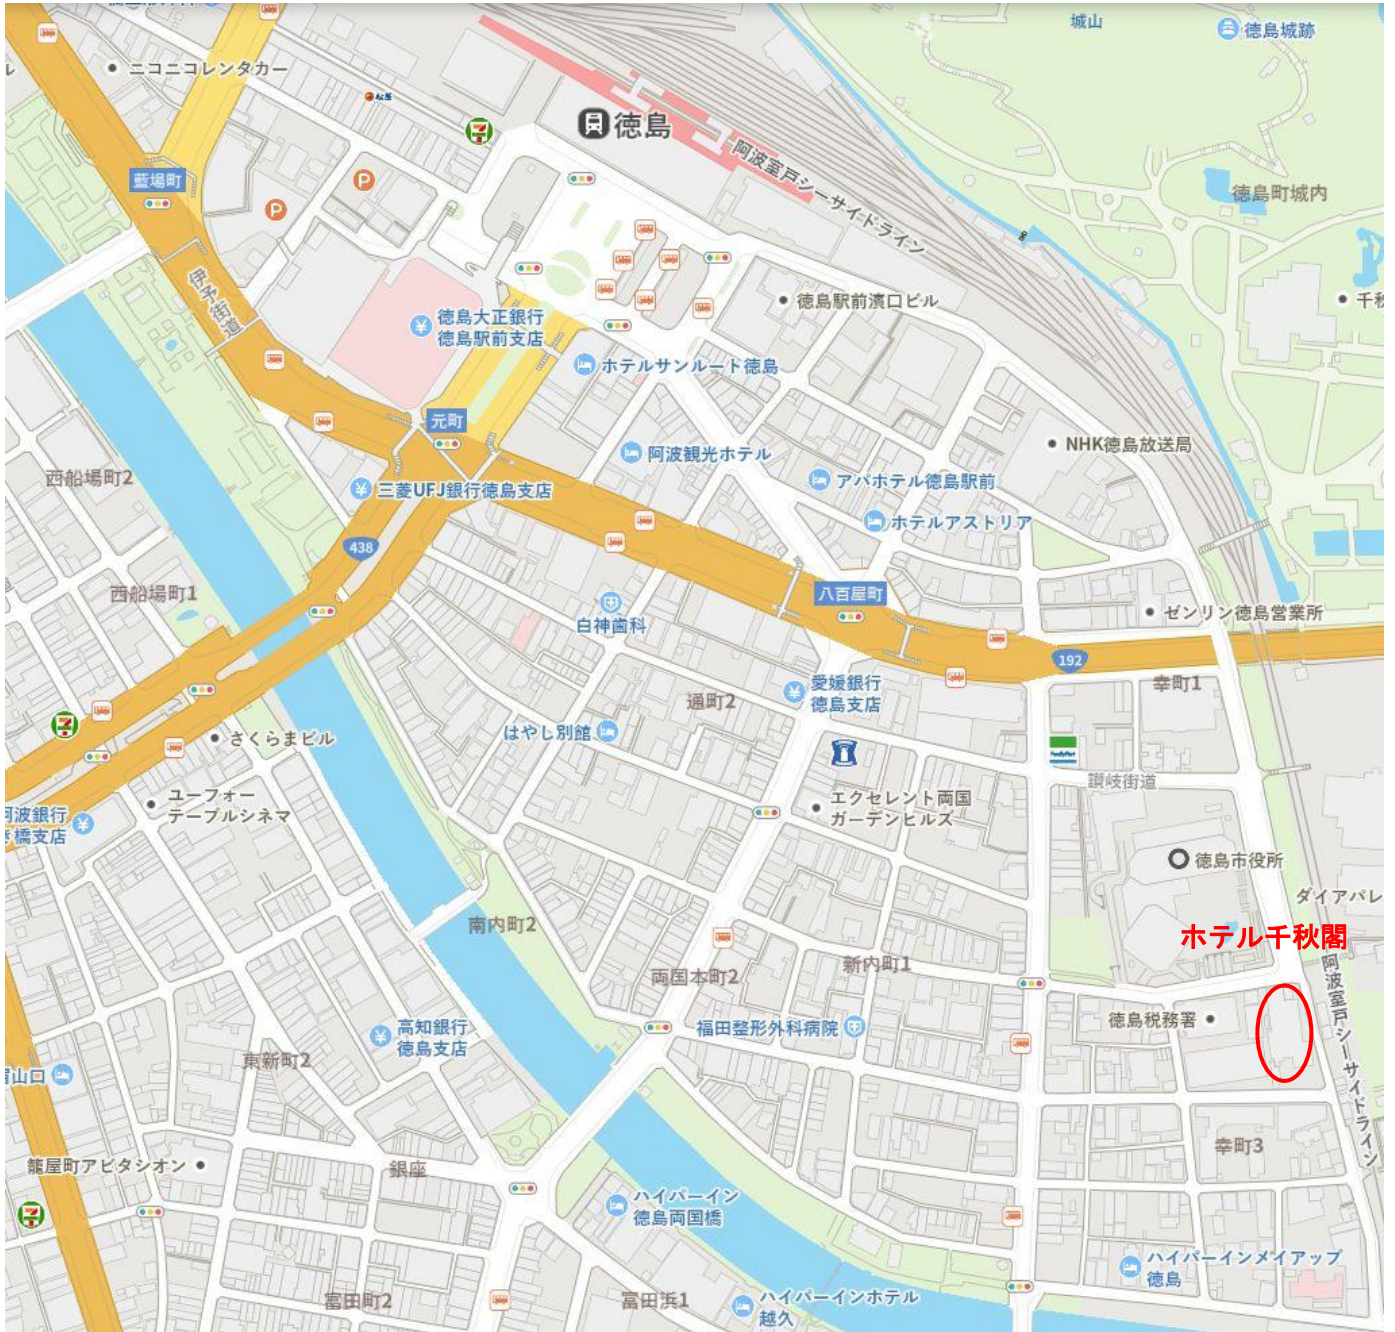 城山
徳島城跡
ニコニコレンタカー
松屋
徳島
阿波室戸シーサイドライン
徳島町城内
藍場町
P
P
伊予街道
徳島駅前濱口ビル
千秋
徳島大正銀行
徳島駅前支店
ホテルサンルート徳島
元町
阿波観光ホテル
NHK徳島放送局
西船場町2
三菱UFJ銀行徳島支店
アパホテル徳島駅前
ホテルアストリア
438
西船場町1
八百屋町
白神歯科
ゼンリン徳島営業所
192
幸町1
愛媛銀行
徳島支店
通町2
はやし別館
さくらまビル
FamilyMart
讃岐街道
ユーフォー
テーブルシネマ
阿波銀行
橋支店
エクセレント両国
ガーデンヒルズ
徳島市役所
ダイアパレ
南内町2
ホテル千秋閣
両国本町2
新内町1
阿波室戸シーサイドライン
高知銀行
徳島支店
福田整形外科病院
徳島税務署
東新町2
山口
幸町3
籠屋町アビタシオン
銀座
ハイパーイン
徳島両国橋
ハイパーインメイアップ
徳島
富田町2
富田浜1
ハイパーインホテル
越久